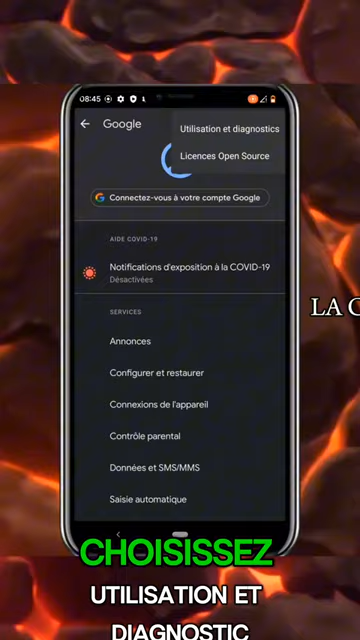 08:45
Google
Utilisation et diagnostics
Licences Open Source
Connectez-vous à votre compte Google
AIDE COVID-19
Notifications d'exposition à la COVID-19
Désactivées
SERVICES
Annonces
Configurer et restaurer
Connexions de l'appareil
Contrôle parental
Données et SMS/MMS
Saisie automatique
LA C
CHOISISSEZ
UTILISATION ET
DIAGNOSTIC